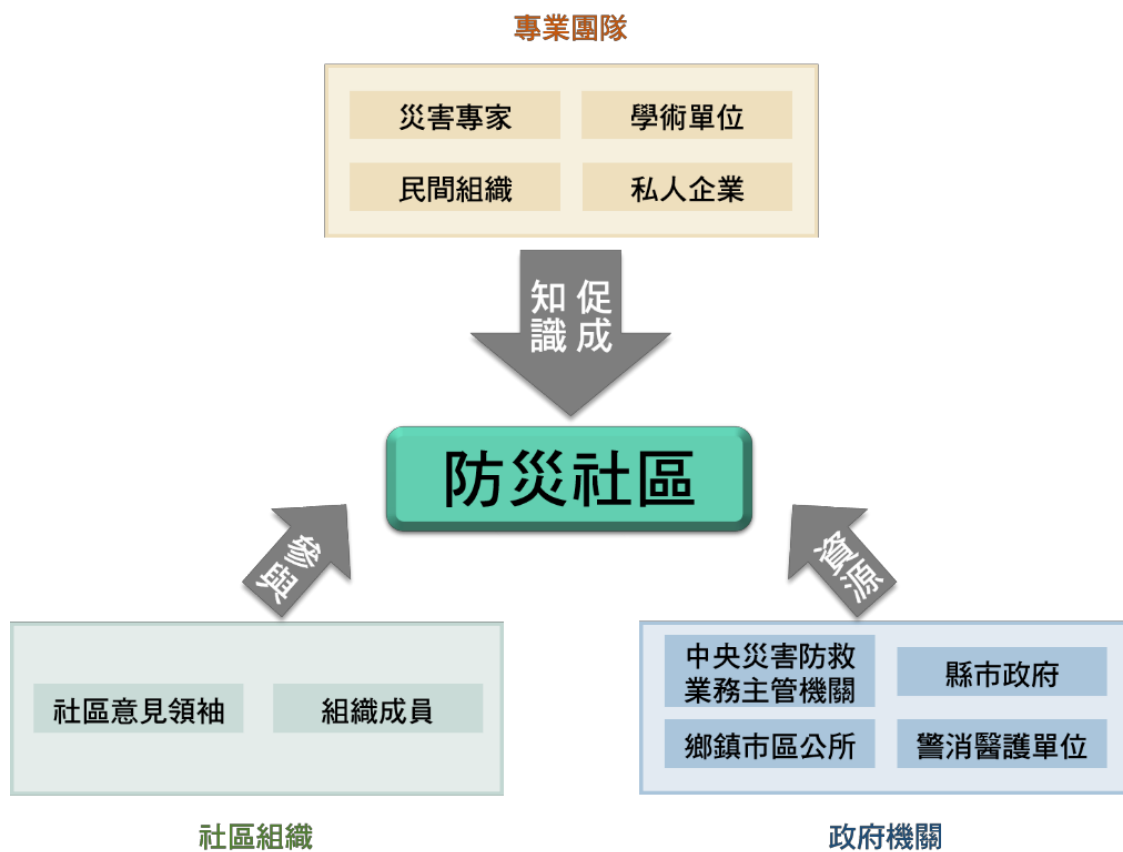 專業團隊
災害專家
學術單位
民間組織
私人企業
知識
促成
防災社區
參與
資源
社區意見領袖
組織成員
中央災害防救
業務主管機關
縣市政府
鄉鎮市區公所
警消醫護單位
社區組織
政府機關